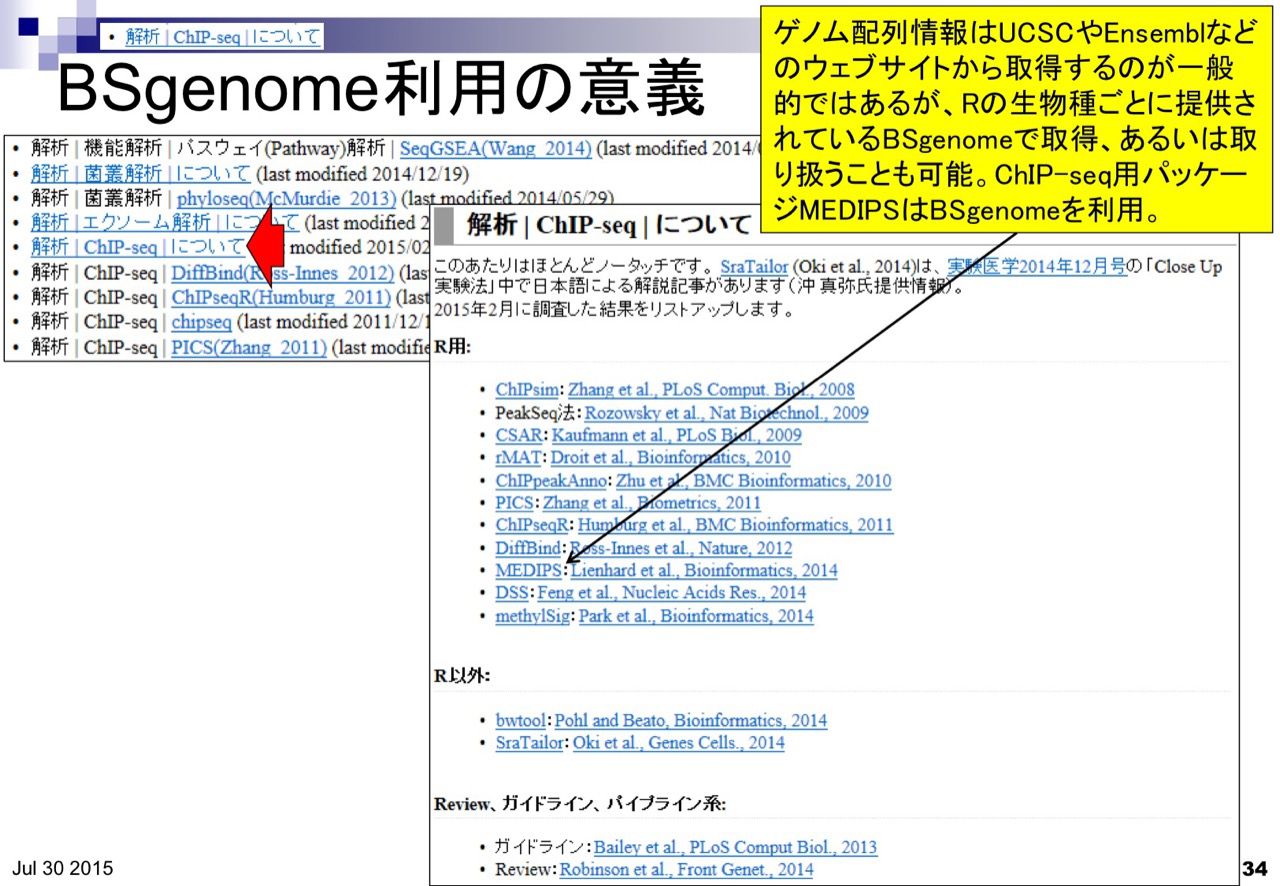 • 解析 | ChIP-seq | について
BSgenome利用の意義
ゲノム配列情報はUCSCやEnsemblなど
のウェブサイトから取得するのが一般
的ではあるが、Rの生物種ごとに提供さ
れているBSgenomeで取得、あるいは取
り扱うことも可能。ChIP-seq用パッケー
ジMEDIPSはBSgenomeを利用。
• 解析 | 機能解析 | パスウェイ(Pathway)解析 | SeqGSEA(Wang_2014) (last modified 2014/0
• 解析 | 菌叢解析 | について (last modified 2014/12/19)
• 解析 | 菌叢解析 | phyloseq(McMurdie_2013) (last modified 2014/05/29)
• 解析 | エクソーム解析 | について (last modified 2
• 解析 | ChIP-seq | について modified 2015/02
• 解析 | ChIP-seq | DiffBind(Ross-Innes_2012) (las
• 解析 | ChIP-seq | ChIPseqR(Humburg_2011) (last
• 解析 | ChIP-seq | chipseq (last modified 2011/12/1
• 解析 | ChIP-seq | PICS(Zhang_2011) (last modifie
解析 | ChIP-seq | について
このあたりはほとんどノータッチです。SraTailor (Oki et al., 2014)は、実験医学2014年12月号の「Close Up
実験法」中で日本語による解説記事があります(沖 真弥氏提供情報)。
2015年2月に調査した結果をリストアップします。
R用:
• ChIPsim: Zhang et al., PLoS Comput. Biol., 2008
• PeakSeq法: Rozowsky et al., Nat Biotechnol., 2009
• CSAR: Kaufmann et al., PLoS Biol., 2009
• rMAT: Droit et al., Bioinformatics, 2010
• ChIPpeakAnno: Zhu et al., BMC Bioinformatics, 2010
• PICS: Zhang et al., Biometrics, 2011
• ChIPseqR: Humburg et al., BMC Bioinformatics, 2011
• DiffBind: Ross-Innes et al., Nature, 2012
• MEDIPS: Lienhard et al., Bioinformatics, 2014
• DSS: Feng et al., Nucleic Acids Res., 2014
• methylSig: Park et al., Bioinformatics, 2014
R以外:
• bwtool: Pohl and Beato, Bioinformatics, 2014
• SraTailor: Oki et al., Genes Cells., 2014
Review、ガイドライン、パイプライン系:
• ガイドライン: Bailey et al., PLoS Comput Biol., 2013
• Review: Robinson et al., Front Genet., 2014
Jul 30 2015
34